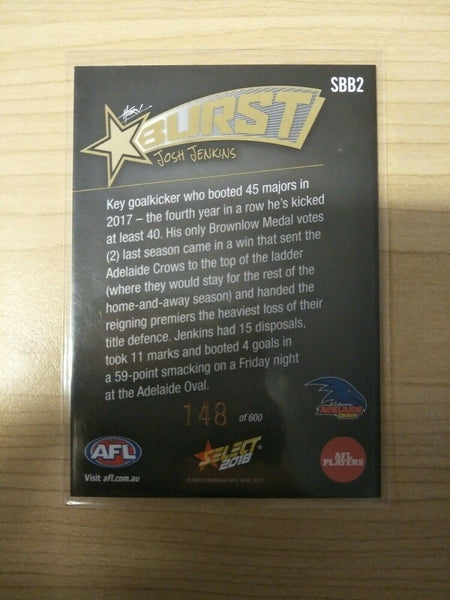 SBB2
BURST
JOSH JENKINS
Key goalkicker who booted 45 majors in
2017 – the fourth year in a row he's kicked
at least 40. His only Brownlow Medal votes
(2) last season came in a win that sent the
Adelaide Crows to the top of the ladder
(where they would stay for the rest of the
home-and-away season) and handed the
reigning premiers the heaviest loss of their
title defence. Jenkins had 15 disposals,
took 11 marks and booted 4 goals in
a 59-point smacking on a Friday night
at the Adelaide Oval.
148 of 600
ADELAIDE
CROWS
AFL
SELECT
2018
AFL
PLAYERS
Visit afl.com.au